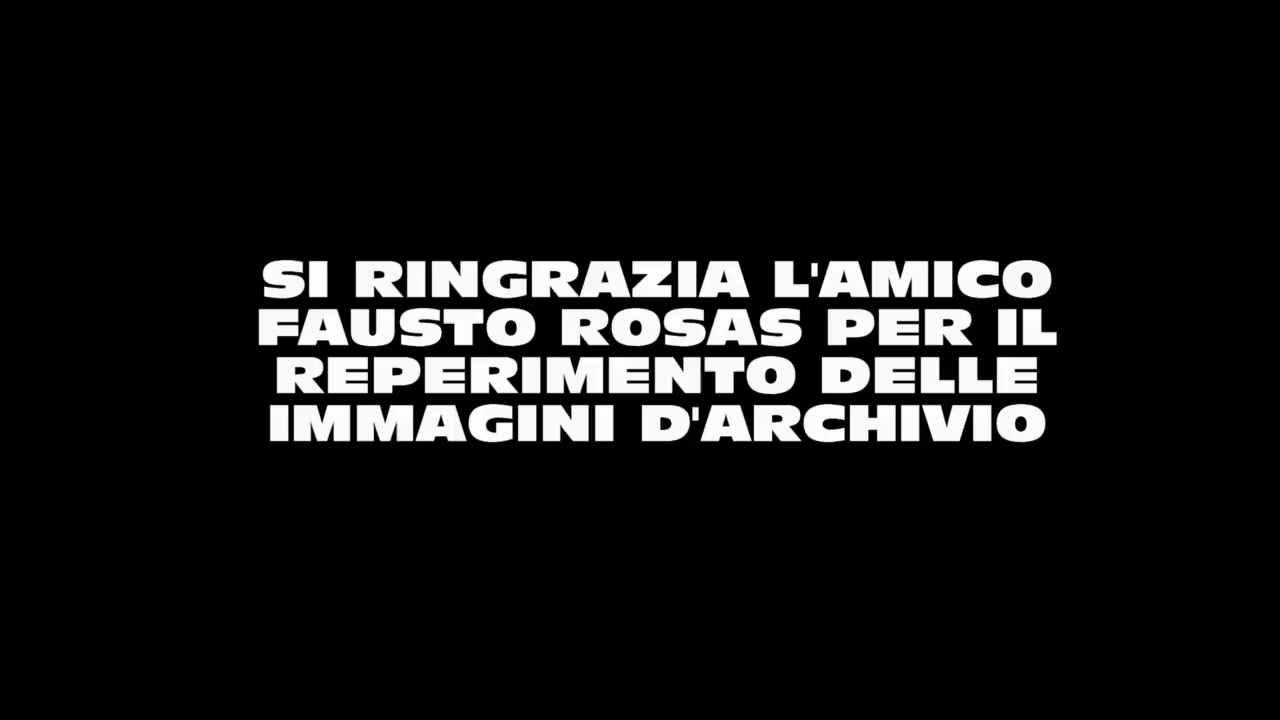 SI RINGRAZIA L'AMICO
FAUSTO ROSAS PER IL
REPERIMENTO DELLE
IMMAGINI D'ARCHIVIO